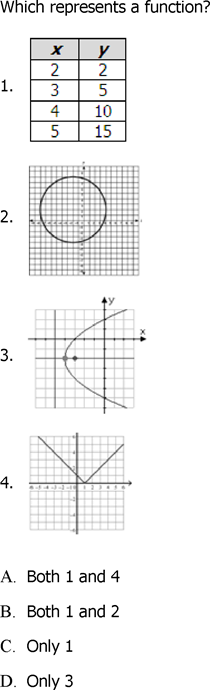 Which represents a function?
1.
x y
2 2
3 5
4 10
5 15
2.
3.
y
x
4.
A. Both 1 and 4
B. Both 1 and 2
C. Only 1
D. Only 3